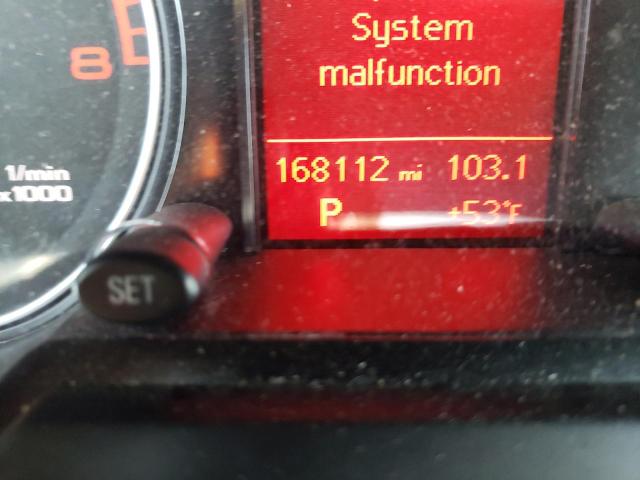 System
malfunction
8
1/min
x1000
168112 mi 103.1
P +53°F
SET